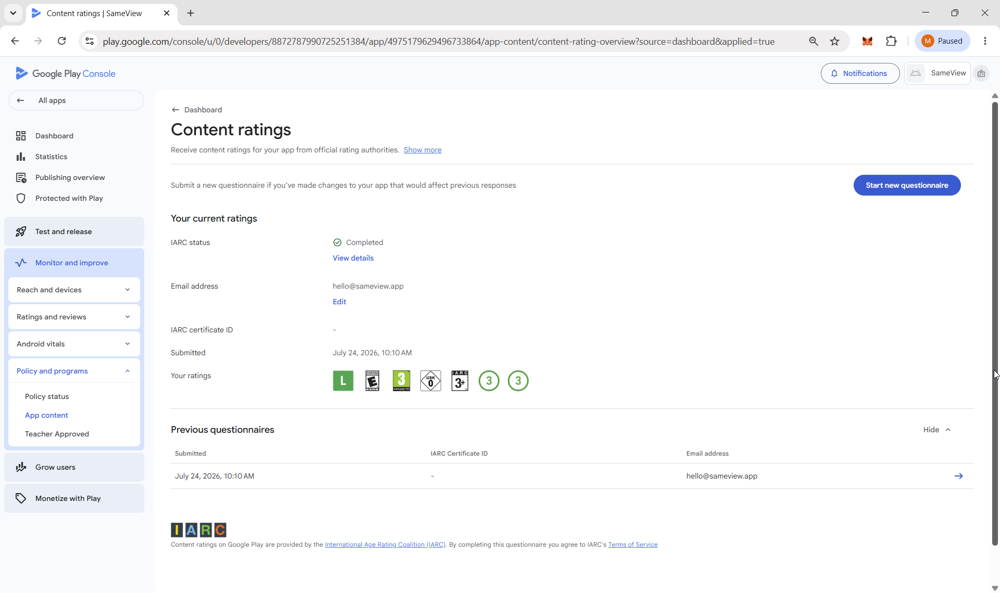 Content ratings | SameView
play.google.com/console/u/0/developers/8872787990725251384/app/4975179629496733864/app-content/content-rating-overview?source=dashboard&applied=true
M Paused
Google Play Console
Notifications
SameView
All apps
Dashboard
Statistics
Publishing overview
Protected with Play
Test and release
Monitor and improve
Reach and devices
Ratings and reviews
Android vitals
Policy and programs
Policy status
App content
Teacher Approved
Grow users
Monetize with Play
Dashboard
Content ratings
Receive content ratings for your app from official rating authorities. Show more
Submit a new questionnaire if you’ve made changes to your app that would affect previous responses
Start new questionnaire
Your current ratings
IARC status
Completed
View details
Email address
hello@sameview.app
Edit
IARC certificate ID
-
Submitted
July 24, 2026, 10:10 AM
Your ratings
L
EVERYONE
E
ESRB
3
www.pegi.info
USK
0
IARC
3+
3
3
Previous questionnaires
Hide
Submitted IARC Certificate ID Email address
July 24, 2026, 10:10 AM - hello@sameview.app
IARC
Content ratings on Google Play are provided by the International Age Rating Coalition (IARC). By completing this questionnaire you agree to IARC's Terms of Service